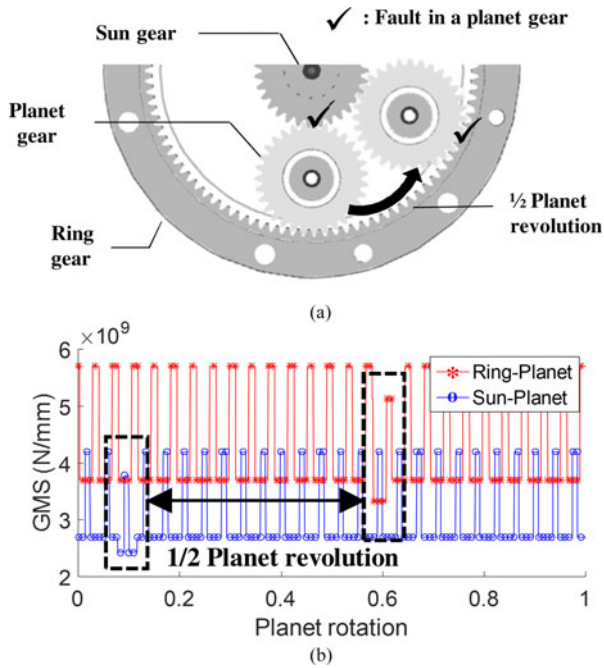 ✓ : Fault in a planet gear
Sun gear
Planet gear
Ring gear
½ Planet revolution
(a)
×10⁹
6
5
4
3
2
GMS (N/mm)
Ring-Planet
Sun-Planet
1/2 Planet revolution
0 0.2 0.4 0.6 0.8 1
Planet rotation
(b)